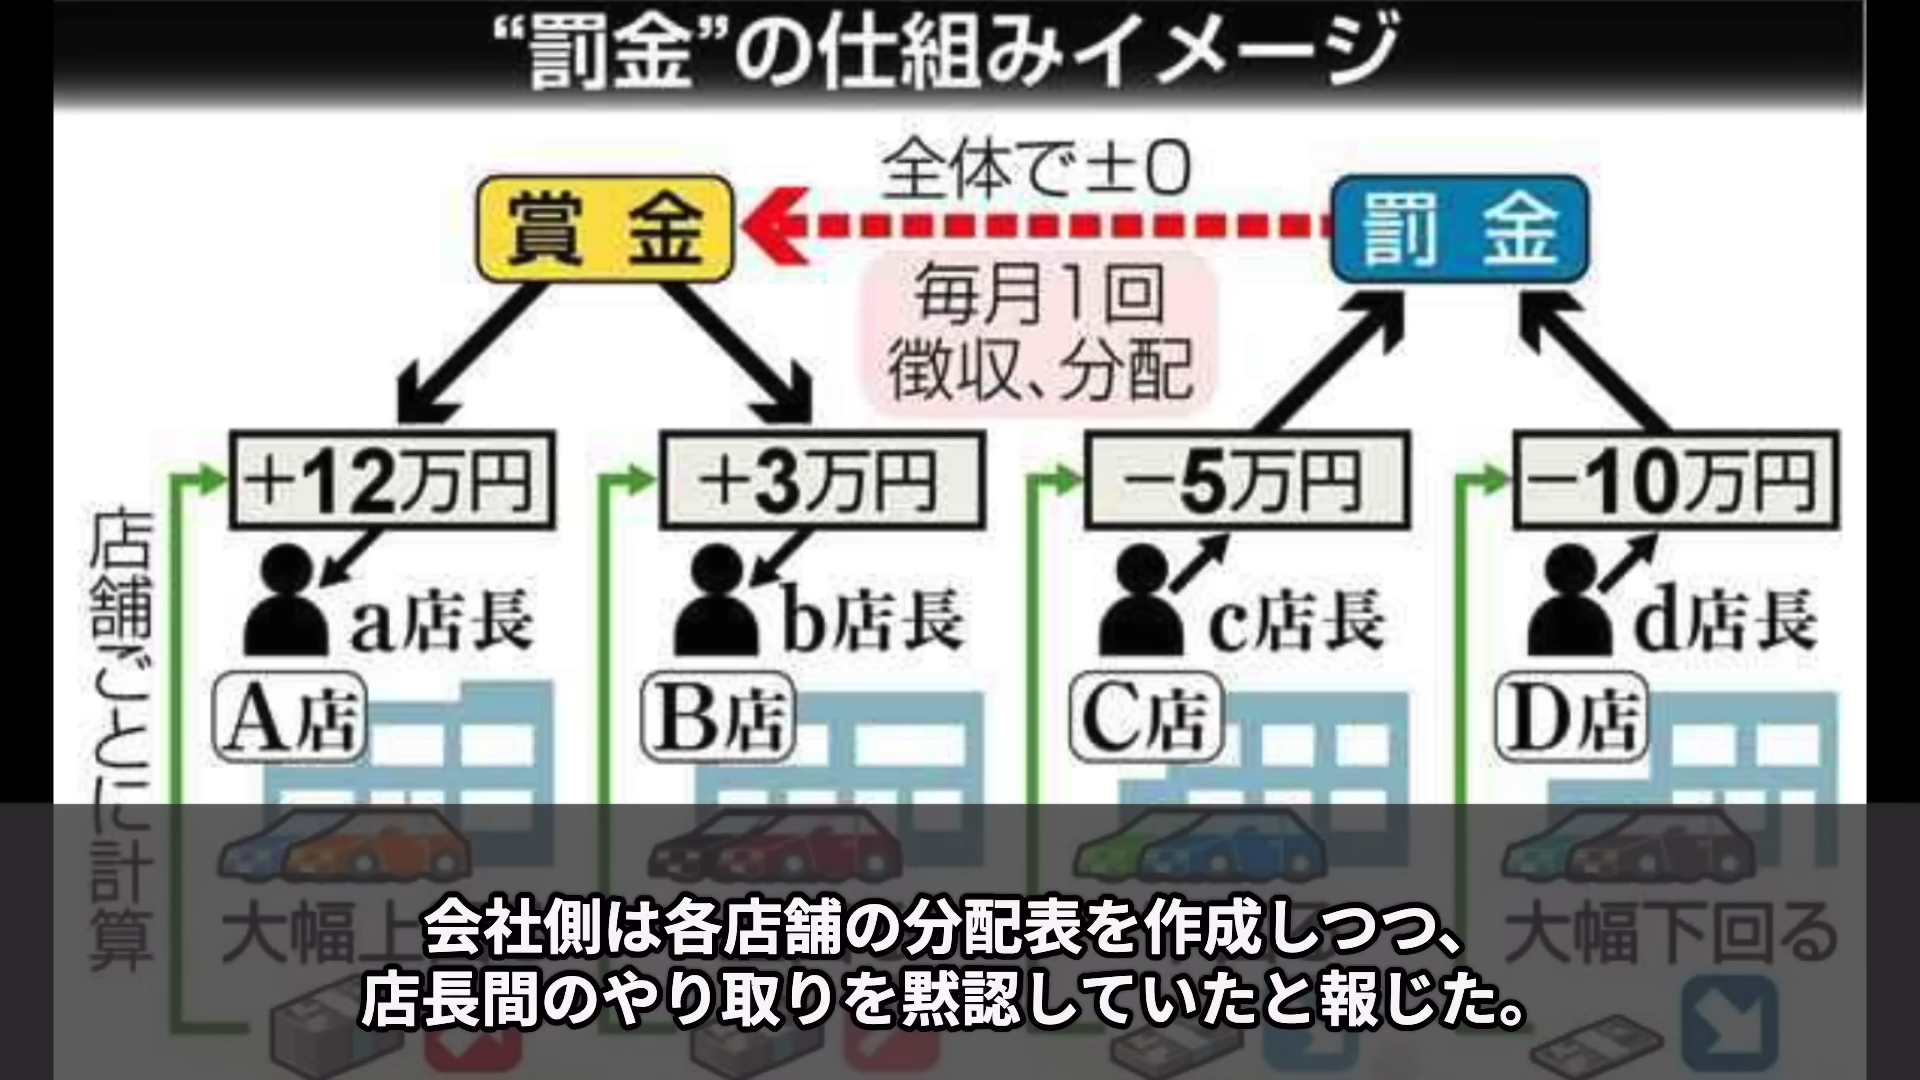 “罰金”の仕組みイメージ
全体で±0
賞金
罰金
毎月1回
徴収、分配
+12万円
+3万円
−5万円
−10万円
店舗ごとに計算
a店長
b店長
c店長
d店長
A店
B店
C店
D店
大幅上
大幅下回る
会社側は各店舗の分配表を作成しつつ、
店長間のやり取りを黙認していたと報じた。